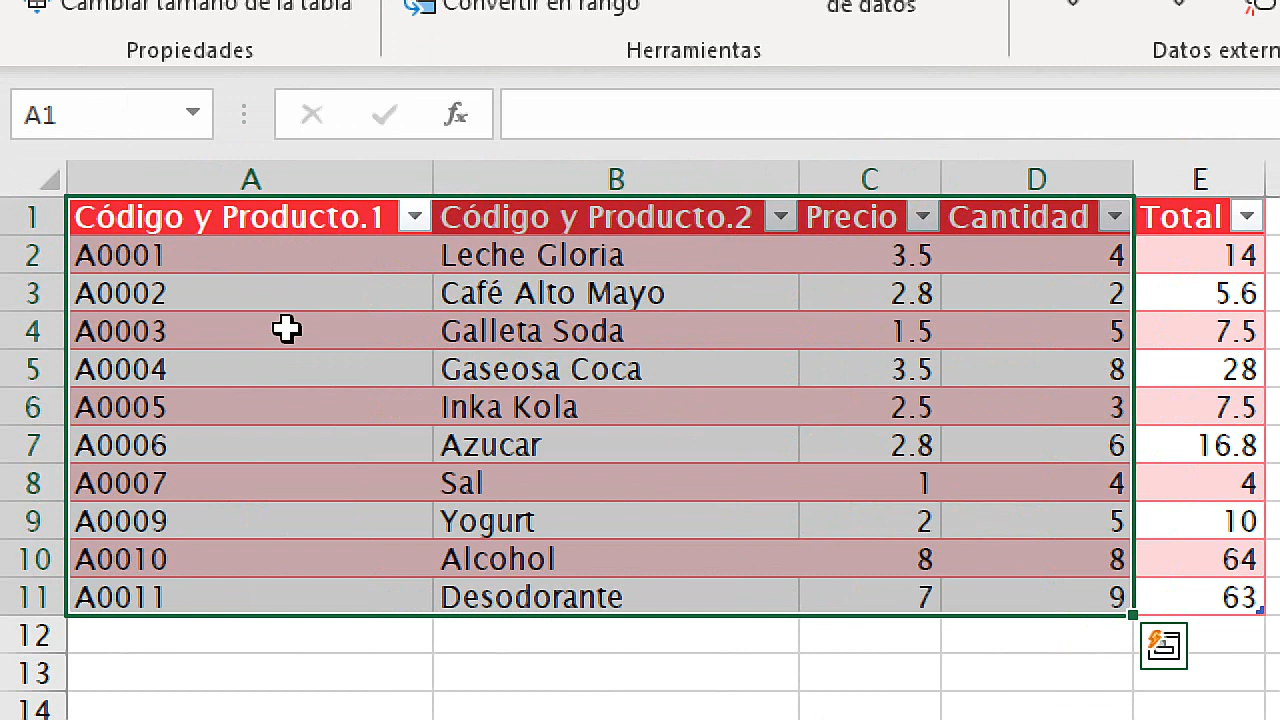 Cambiar tamaño de la tabla Convertir en rango de datos
Propiedades Herramientas Datos extern
A1 fx
A B C D E
1 Código y Producto.1 Código y Producto.2 Precio Cantidad Total
2 A0001 Leche Gloria 3.5 4 14
3 A0002 Café Alto Mayo 2.8 2 5.6
4 A0003 Galleta Soda 1.5 5 7.5
5 A0004 Gaseosa Coca 3.5 8 28
6 A0005 Inka Kola 2.5 3 7.5
7 A0006 Azucar 2.8 6 16.8
8 A0007 Sal 1 4 4
9 A0009 Yogurt 2 5 10
10 A0010 Alcohol 8 8 64
11 A0011 Desodorante 7 9 63
12
13
14